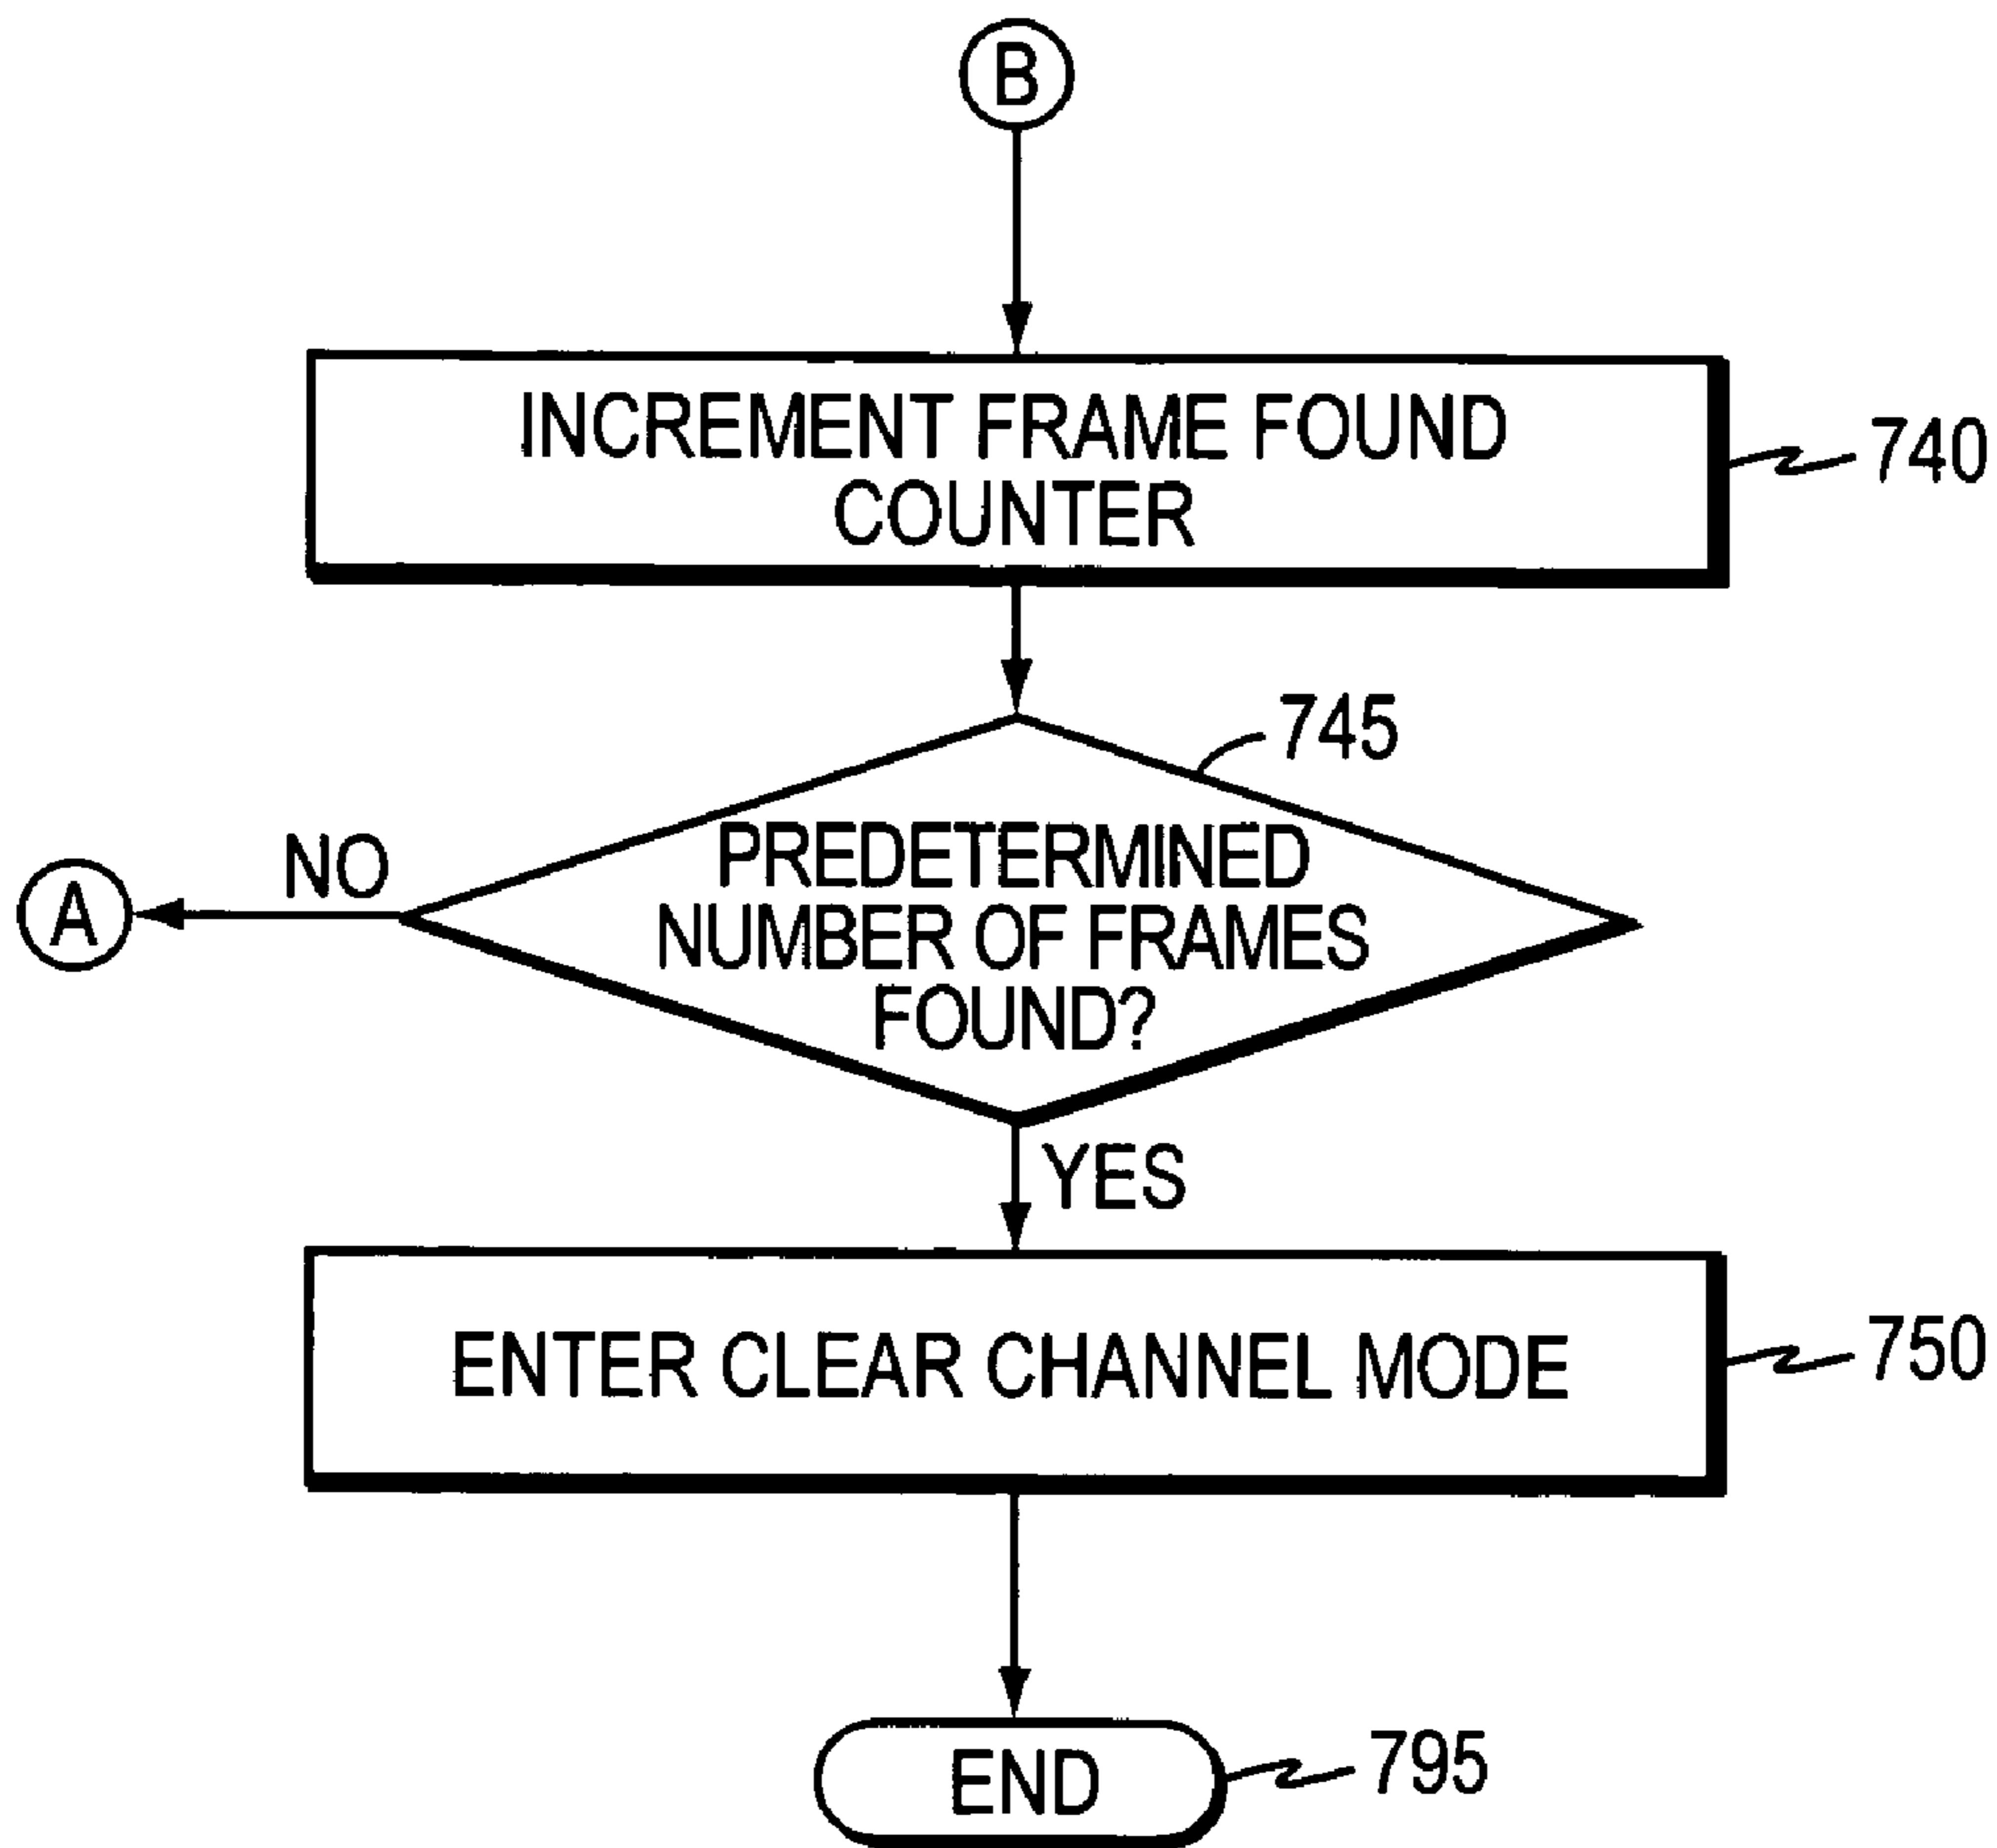 B
INCREMENT FRAME FOUND
COUNTER
740
745
PREDETERMINED
NUMBER OF FRAMES
FOUND?
NO
A
YES
ENTER CLEAR CHANNEL MODE
750
END
795